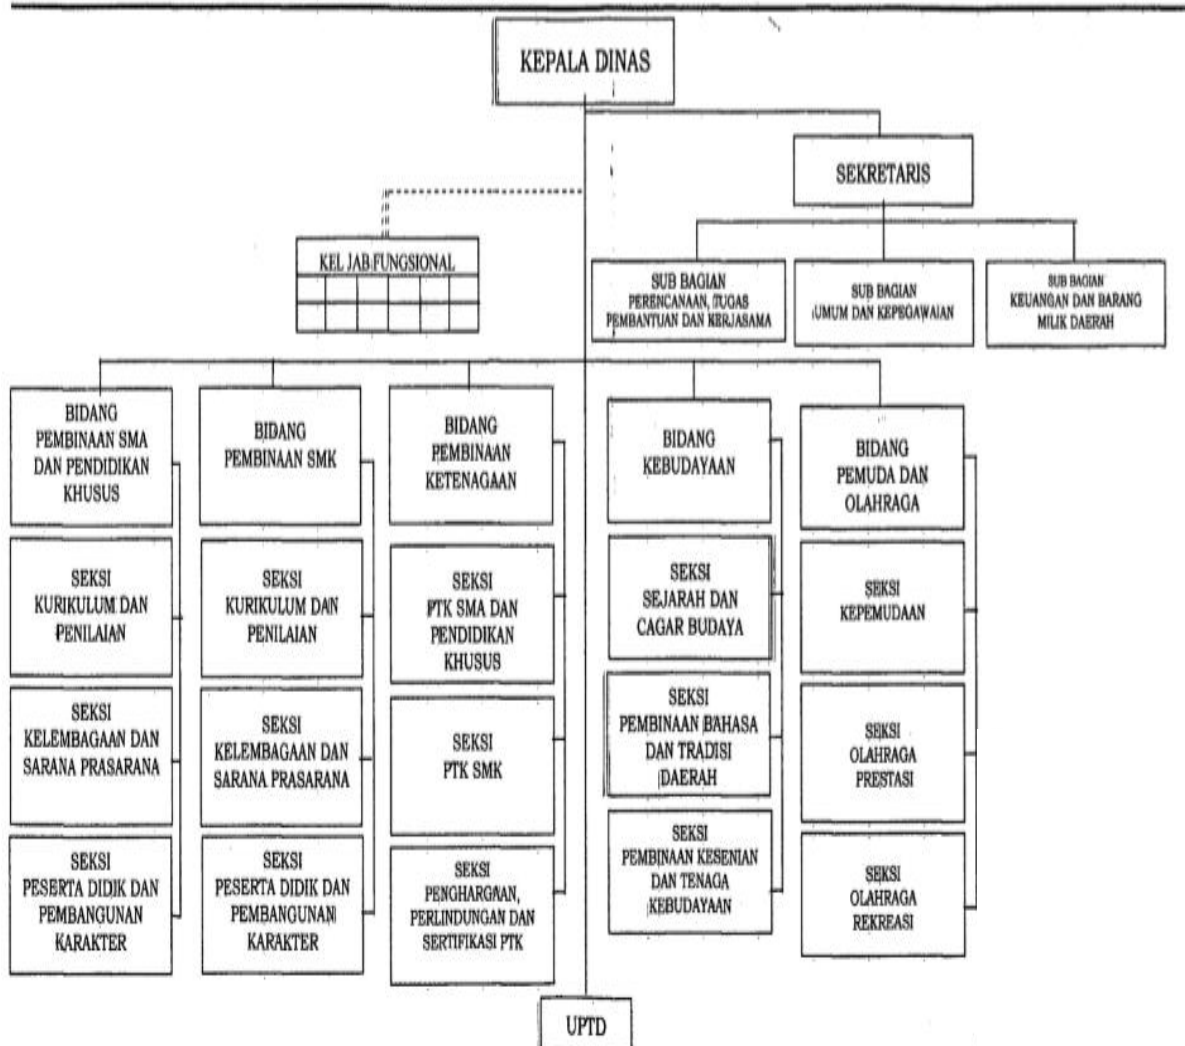 KEPALA DINAS
SEKRETARIS
KEL JAB FUNGSIONAL
SUB BAGIAN
PERENCANAAN, TUGAS
PEMBANTUAN DAN KERJASAMA
SUB BAGIAN
UMUM DAN KEPEGAWAIAN
SUB BAGIAN
KEUANGAN DAN BARANG
MILIK DAERAH
BIDANG
PEMBINAAN SMA
DAN PENDIDIKAN
KHUSUS
SEKSI
KURIKULUM DAN
PENILAIAN
SEKSI
KELEMBAGAAN DAN
SARANA PRASARANA
SEKSI
PESERTA DIDIK DAN
PEMBANGUNAN
KARAKTER
BIDANG
PEMBINAAN SMK
SEKSI
KURIKULUM DAN
PENILAIAN
SEKSI
KELEMBAGAAN DAN
SARANA PRASARANA
SEKSI
PESERTA DIDIK DAN
PEMBANGUNAN
KARAKTER
BIDANG
PEMBINAAN
KETENAGAAN
SEKSI
PTK SMA DAN
PENDIDIKAN
KHUSUS
SEKSI
PTK SMK
SEKSI
PENGHARGAAN,
PERLINDUNGAN DAN
SERTIFIKASI PTK
BIDANG
KEBUDAYAAN
SEKSI
SEJARAH DAN
CAGAR BUDAYA
SEKSI
PEMBINAAN BAHASA
DAN TRADISI
DAERAH
SEKSI
PEMBINAAN KESENIAN
DAN TENAGA
KEBUDAYAAN
BIDANG
PEMUDA DAN
OLAHRAGA
SEKSI
KEPEMUDAAN
SEKSI
OLAHRAGA
PRESTASI
SEKSI
OLAHRAGA
REKREASI
UPTD